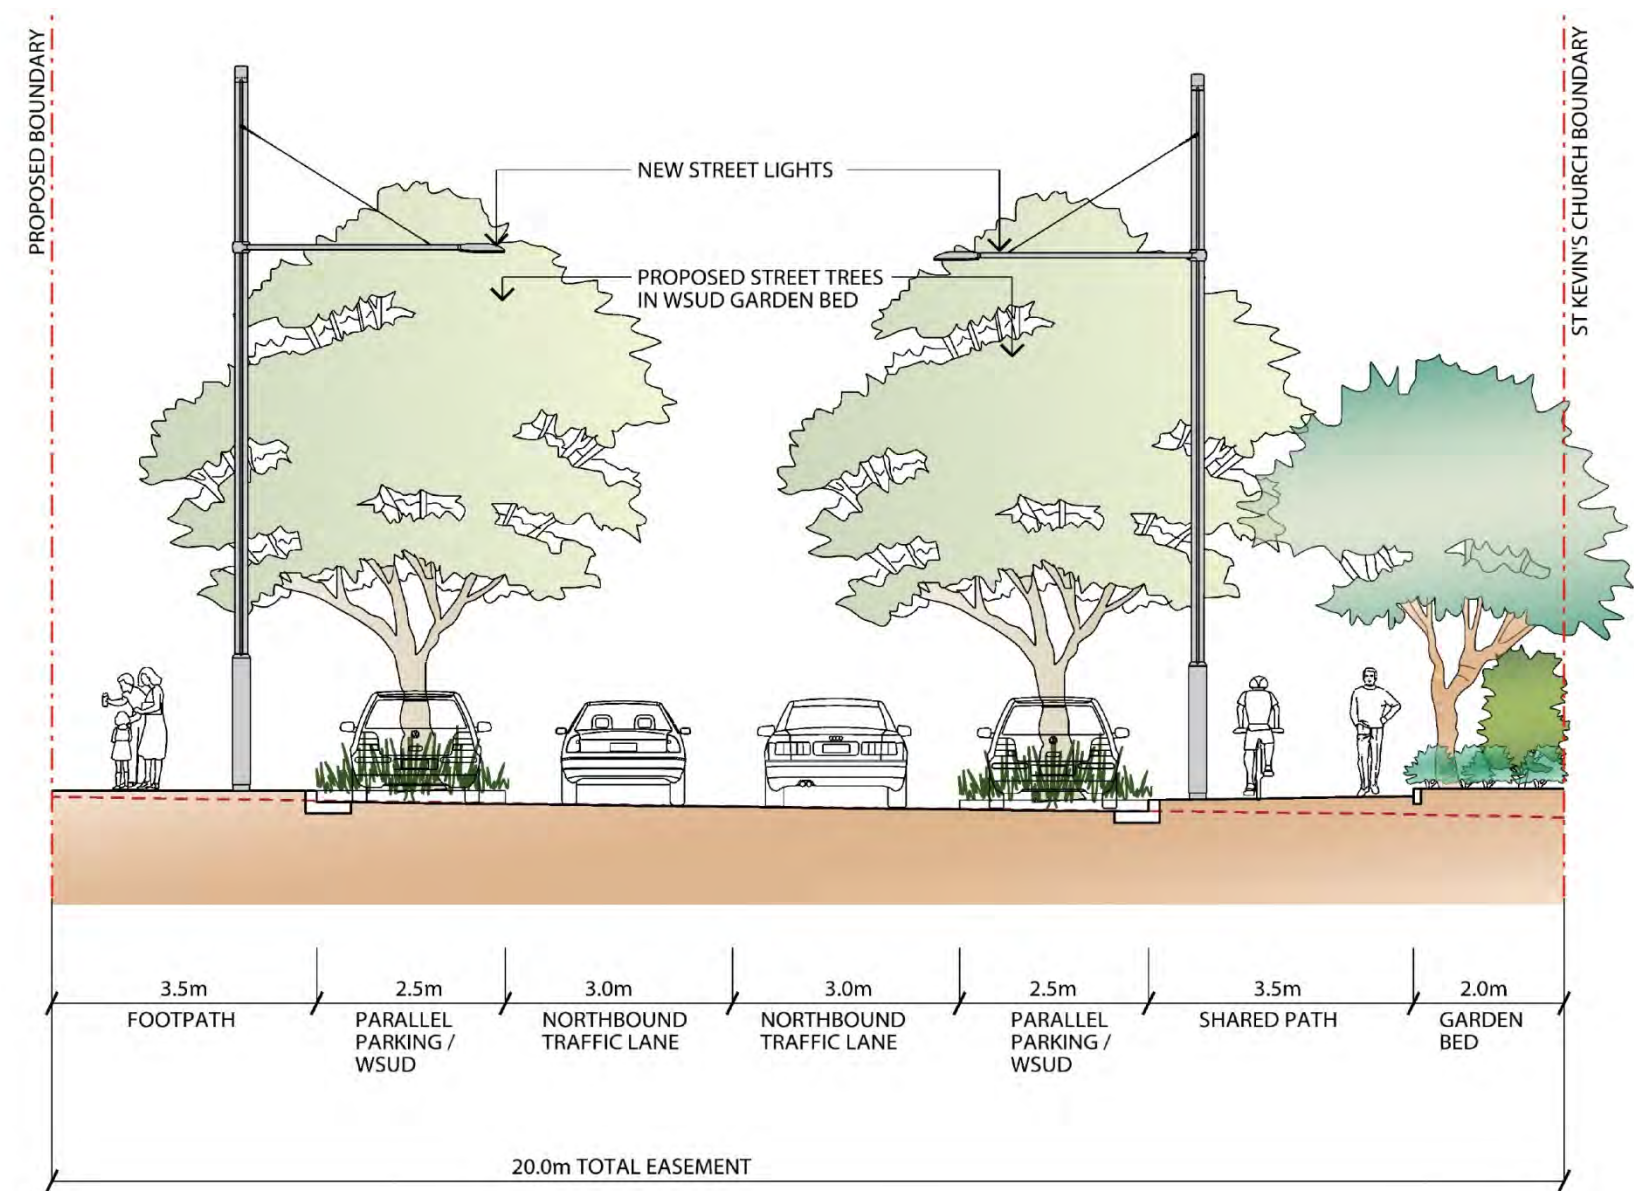 PROPOSED BOUNDARY
ST KEVIN'S CHURCH BOUNDARY
NEW STREET LIGHTS
PROPOSED STREET TREES
IN WSUD GARDEN BED
3.5m
2.5m
3.0m
3.0m
2.5m
3.5m
2.0m
FOOTPATH
PARALLEL
PARKING /
WSUD
NORTHBOUND
TRAFFIC LANE
NORTHBOUND
TRAFFIC LANE
PARALLEL
PARKING /
WSUD
SHARED PATH
GARDEN
BED
20.0m TOTAL EASEMENT